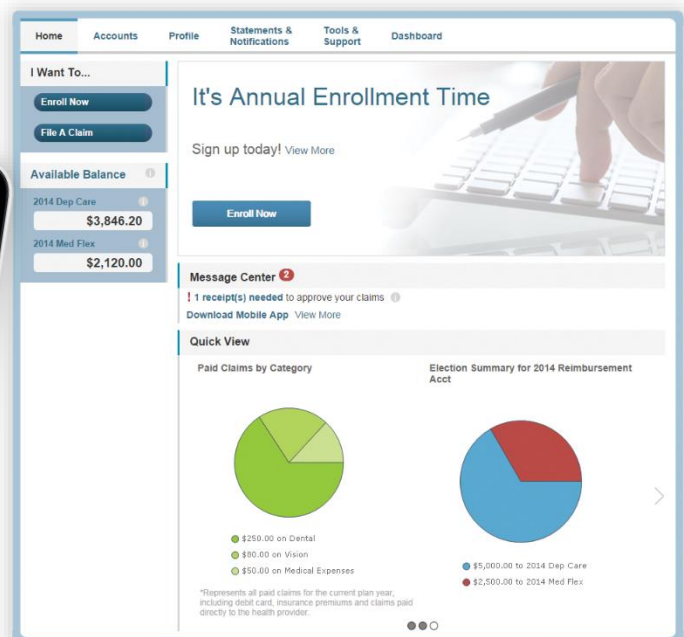 Home
Accounts
Profile
Statements &
Notifications
Tools &
Support
Dashboard
I Want To...
Enroll Now
File A Claim
Available Balance
2014 Dep Care
$3,846.20
2014 Med Flex
$2,120.00
It's Annual Enrollment Time
Sign up today! View More
Enroll Now
Message Center 2
! 1 receipt(s) needed to approve your claims
Download Mobile App View More
Quick View
Paid Claims by Category
$250.00 on Dental
$80.00 on Vision
$50.00 on Medical Expenses
*Represents all paid claims for the current plan year,
including debit card, insurance premiums and claims paid
directly to the health provider.
Election Summary for 2014 Reimbursement
Acct
$5,000.00 to 2014 Dep Care
$2,500.00 to 2014 Med Flex